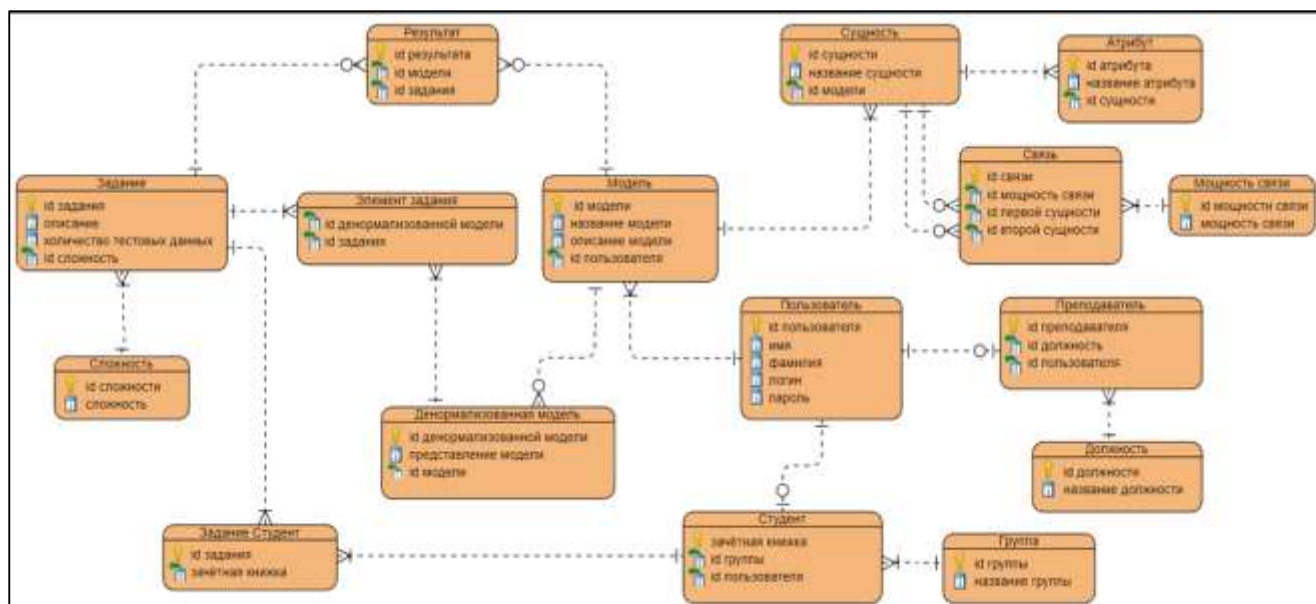 Результат
id результата
id модели
id задания
Сущность
id сущности
название сущности
id модели
Атрибут
id атрибута
название атрибута
id сущности
Связь
id связи
id мощность связи
id первой сущности
id второй сущности
Мощность связи
id мощности связи
мощность связи
Задание
id задания
описание
количество тестовых данных
id сложность
Элемент задания
id денормализованной модели
id задания
Модель
id модели
название модели
описание модели
id пользователя
Пользователь
id пользователя
имя
фамилия
логин
пароль
Преподаватель
id преподавателя
id должность
id пользователя
Сложность
id сложности
сложность
Денормализованная модель
id денормализованной модели
представление модели
id модели
Должность
id должности
название должности
Задание Студент
id задания
зачётная книжка
Студент
зачётная книжка
id группы
id пользователя
Группа
id группы
название группы